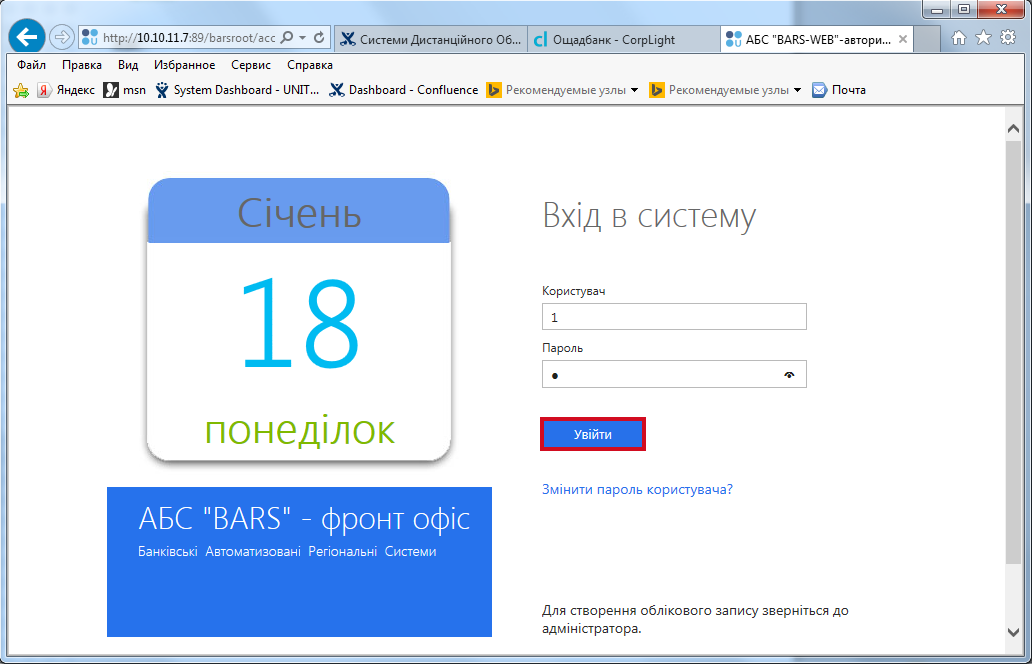 http://10.10.11.7:89/barsroot/acc
Системи Дистанційного Об...
Ощадбанк - CorpLight
АБС "BARS-WEB"-автори...
Файл Правка Вид Избранное Сервис Справка
Яндекс msn System Dashboard - UNIT... Dashboard - Confluence Рекомендуемые узлы Рекомендуемые узлы Почта
Січень
18
понеділок
АБС "BARS" - фронт офіс
Банківські Автоматизовані Регіональні Системи
Вхід в систему
Користувач
1
Пароль
Увійти
Змінити пароль користувача?
Для створення облікового запису зверніться до
адміністратора.